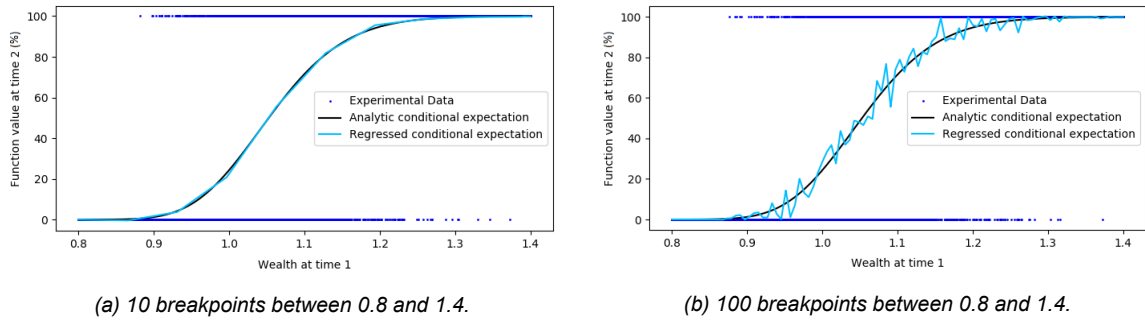 Function value at time 2 (%)
100
80
60
40
20
0
Experimental Data
Analytic conditional expectation
Regressed conditional expectation
0.8 0.9 1.0 1.1 1.2 1.3 1.4
Wealth at time 1
(a) 10 breakpoints between 0.8 and 1.4.
Function value at time 2 (%)
100
80
60
40
20
0
Experimental Data
Analytic conditional expectation
Regressed conditional expectation
0.8 0.9 1.0 1.1 1.2 1.3 1.4
Wealth at time 1
(b) 100 breakpoints between 0.8 and 1.4.